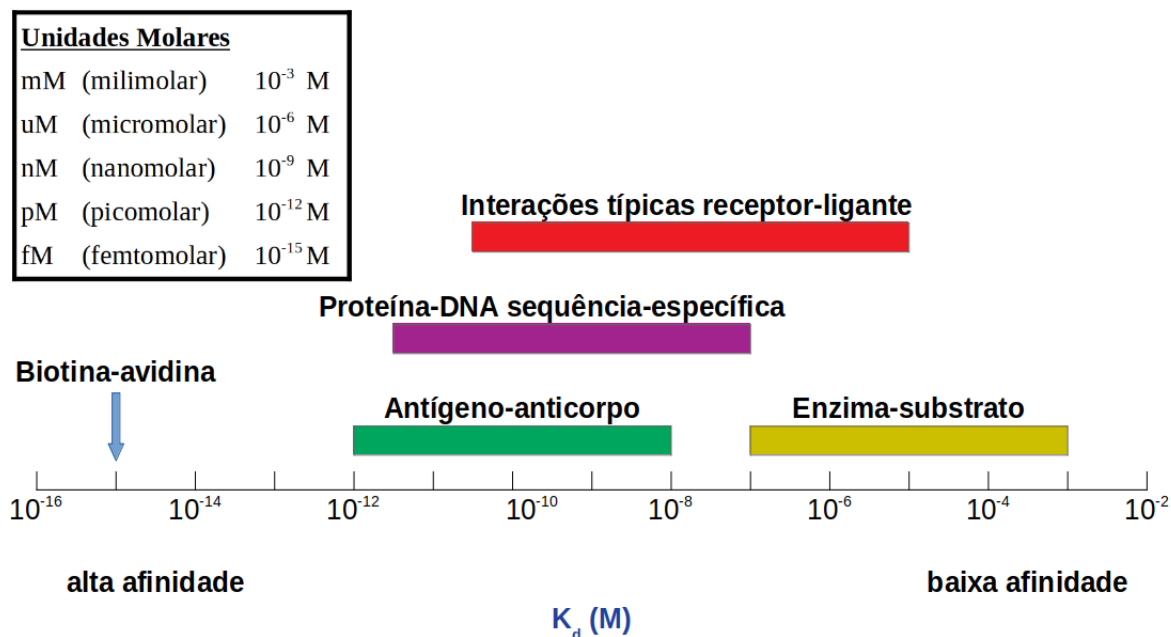 Unidades Molares
mM (milimolar) 10⁻³ M
uM (micromolar) 10⁻⁶ M
nM (nanomolar) 10⁻⁹ M
pM (picomolar) 10⁻¹² M
fM (femtomolar) 10⁻¹⁵ M
Interações típicas receptor-ligante
Proteína-DNA sequência-específica
Biotina-avidina
Antígeno-anticorpo Enzima-substrato
10⁻¹⁶ 10⁻¹⁴ 10⁻¹² 10⁻¹⁰ 10⁻⁸ 10⁻⁶ 10⁻⁴ 10⁻²
alta afinidade baixa afinidade
K_d (M)